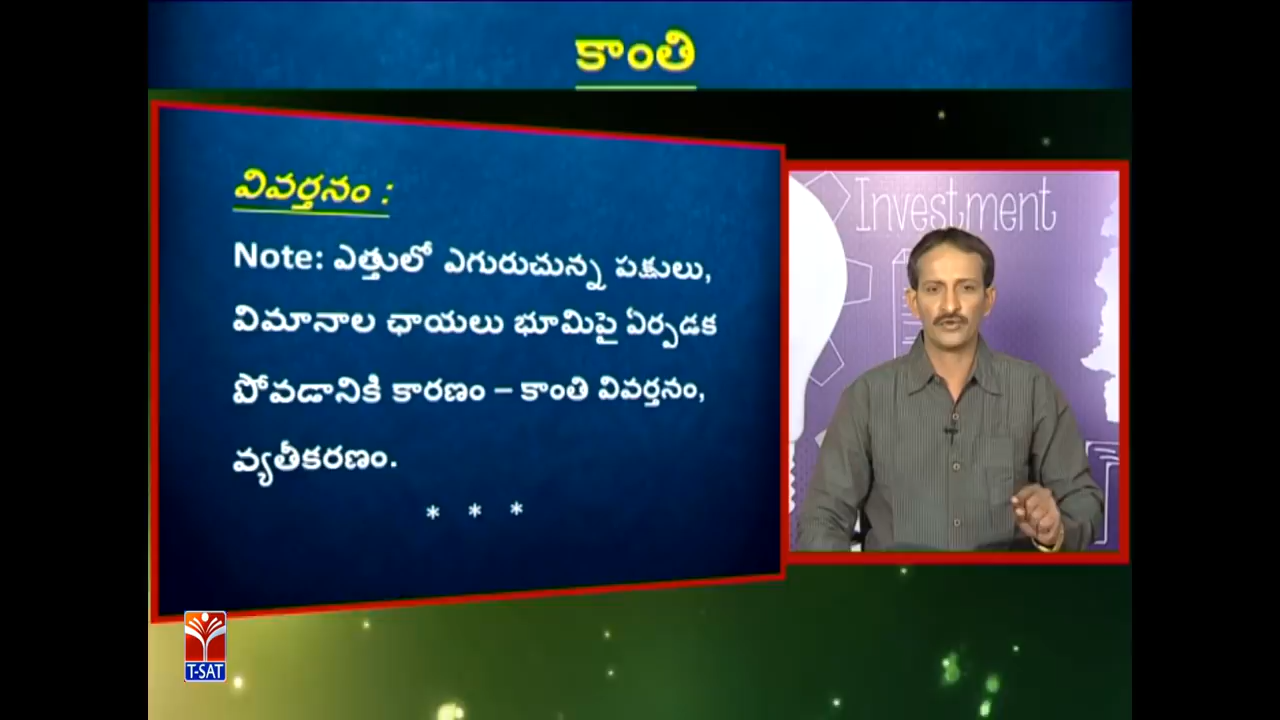 కాంతి
వివర్తనం :
Note: ఎత్తులో ఎగురుచున్న పక్షులు,
విమానాల ఛాయలు భూమిపై ఏర్పడక
పోవడానికి కారణం – కాంతి వివర్తనం,
వ్యతీకరణం.
* * *
Investment
T-SAT